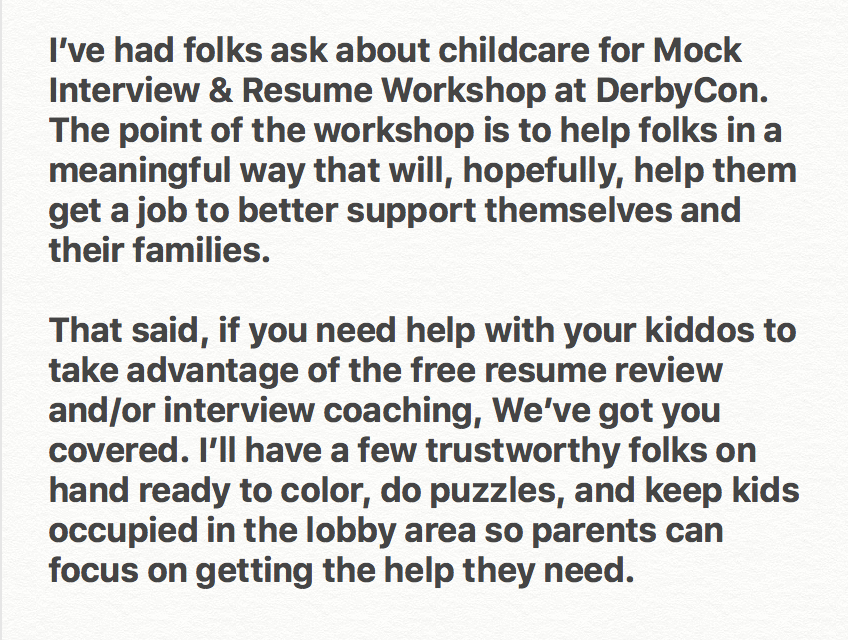 I’ve had folks ask about childcare for Mock
Interview & Resume Workshop at DerbyCon.
The point of the workshop is to help folks in a
meaningful way that will, hopefully, help them
get a job to better support themselves and
their families.
That said, if you need help with your kiddos to
take advantage of the free resume review
and/or interview coaching, We’ve got you
covered. I’ll have a few trustworthy folks on
hand ready to color, do puzzles, and keep kids
occupied in the lobby area so parents can
focus on getting the help they need.